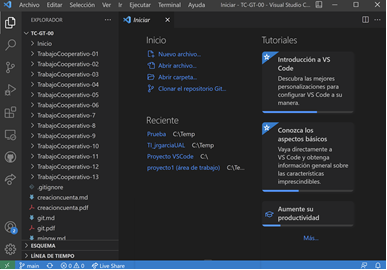 Archivo Editar Selección Ver Ir Ejecutar Terminal Ayuda Iniciar - TC-GT-00 - Visual Studio C...
EXPLORADOR ...
Iniciar
TC-GT-00
Inicio
TrabajoCooperativo-01
TrabajoCooperativo-02
TrabajoCooperativo-03
TrabajoCooperativo-04
TrabajoCooperativo-05
TrabajoCooperativo-06
TrabajoCooperativo-7
TrabajoCooperativo-8
TrabajoCooperativo-9
TrabajoCooperativo-10
TrabajoCooperativo-11
TrabajoCooperativo-12
TrabajoCooperativo-13
.gitignore
creacioncuenta.md
creacioncuenta.pdf
git.md
git.pdf
mingw.md
ESQUEMA
LÍNEA DE TIEMPO
Inicio
Nuevo archivo...
Abrir archivo...
Abrir carpeta...
Clonar el repositorio Git...
Reciente
Prueba C:\Temp
TI_jrgarciaUAL C:\Temp
Proyecto VSCode C:\
proyecto1 (área de trabajo) C:\Te...
Tutoriales
Introducción a VS
Code
Descubra las mejores
personalizaciones para
configurar VS Code a
su manera.
Conozca los
aspectos básicos
Vaya directamente a
VS Code y obtenga
información general
sobre las
características
imprescindibles.
Aumente su
productividad
Más...
main 0 0 Live Share